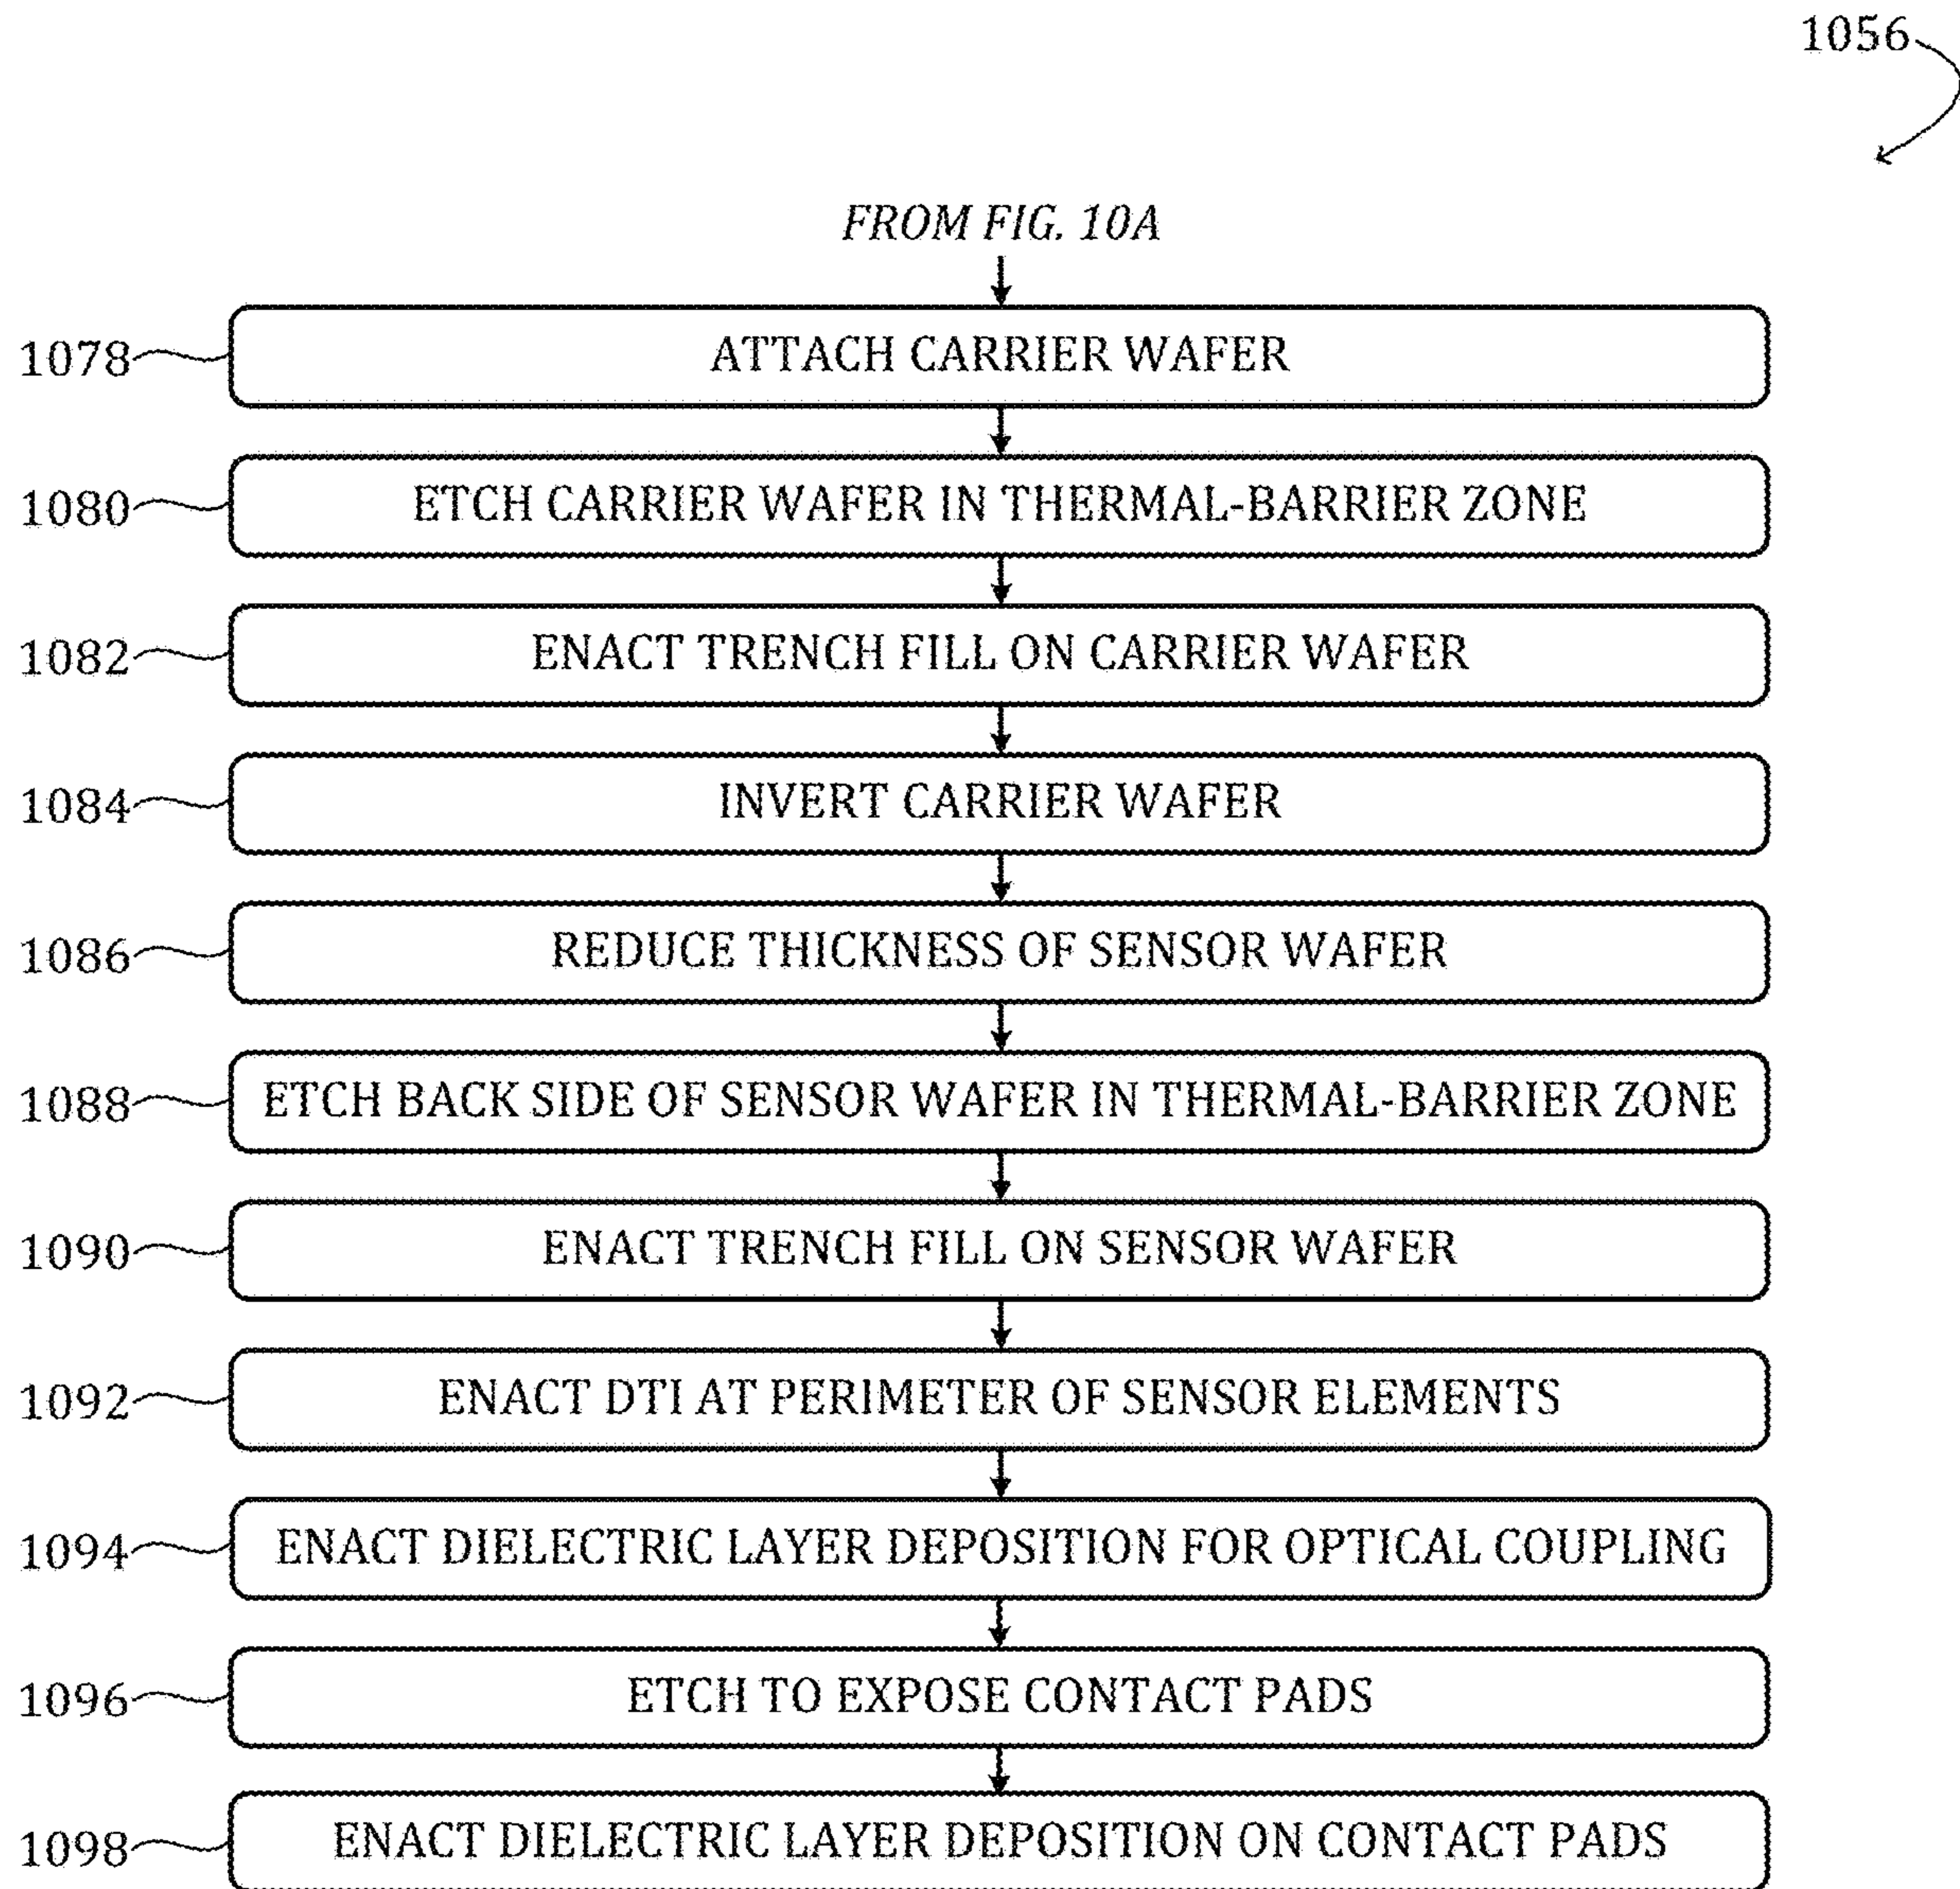 1056
FROM FIG. 10A
1078 ATTACH CARRIER WAFER
1080 ETCH CARRIER WAFER IN THERMAL-BARRIER ZONE
1082 ENACT TRENCH FILL ON CARRIER WAFER
1084 INVERT CARRIER WAFER
1086 REDUCE THICKNESS OF SENSOR WAFER
1088 ETCH BACK SIDE OF SENSOR WAFER IN THERMAL-BARRIER ZONE
1090 ENACT TRENCH FILL ON SENSOR WAFER
1092 ENACT DTI AT PERIMETER OF SENSOR ELEMENTS
1094 ENACT DIELECTRIC LAYER DEPOSITION FOR OPTICAL COUPLING
1096 ETCH TO EXPOSE CONTACT PADS
1098 ENACT DIELECTRIC LAYER DEPOSITION ON CONTACT PADS